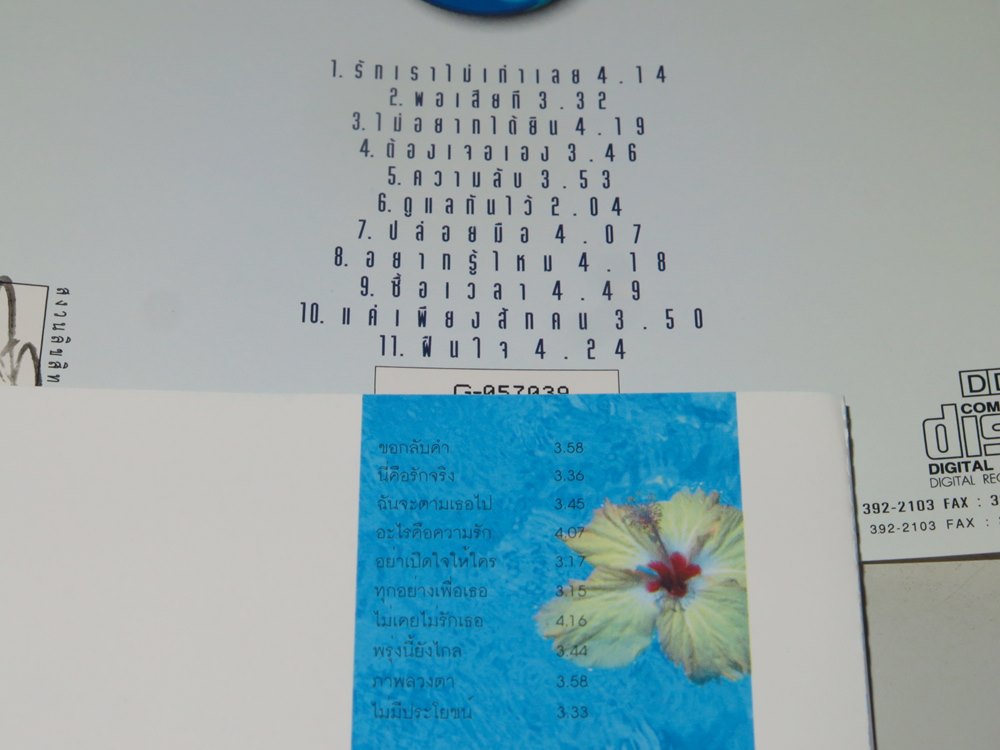 1. รักเราไม่เก่าเลย 4.14
2. พอเสียที 3.32
3. ไม่อยากได้ยิน 4.19
4. ต้องเจอเอง 3.46
5. ความลับ 3.53
6. ดูแลกันไว้ 2.04
7. ปล่อยมือ 4.07
8. อยากรู้ไหม 4.18
9. ซื้อเวลา 4.49
10. แค่เพียงสักคน 3.50
11. ฝืนใจ 4.24
สงวนลิขสิท
G-057039
ขอกลับคำ 3.58
นี่คือรักจริง 3.36
ฉันจะตามเธอไป 3.45
อะไรคือความรัก 4.07
อย่าเปิดใจให้ใคร 3.17
ทุกอย่างเพื่อเธอ 3.15
ไม่เคยไม่รักเธอ 4.16
พรุ่งนี้ยังไกล 3.44
ภาพลวงตา 3.58
ไม่มีประโยชน์ 3.33
DIGITAL
392-2103 FAX : 3
392-2103 FAX :